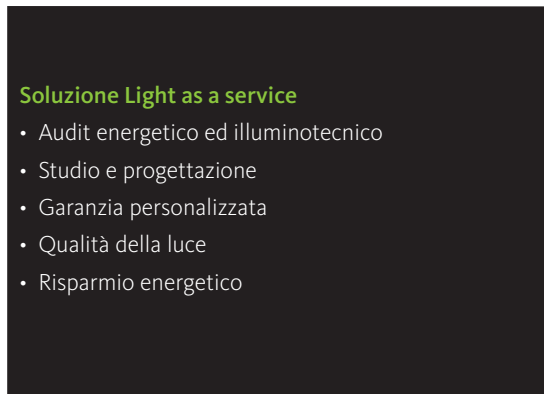 Soluzione Light as a service
• Audit energetico ed illuminotecnico
• Studio e progettazione
• Garanzia personalizzata
• Qualità della luce
• Risparmio energetico